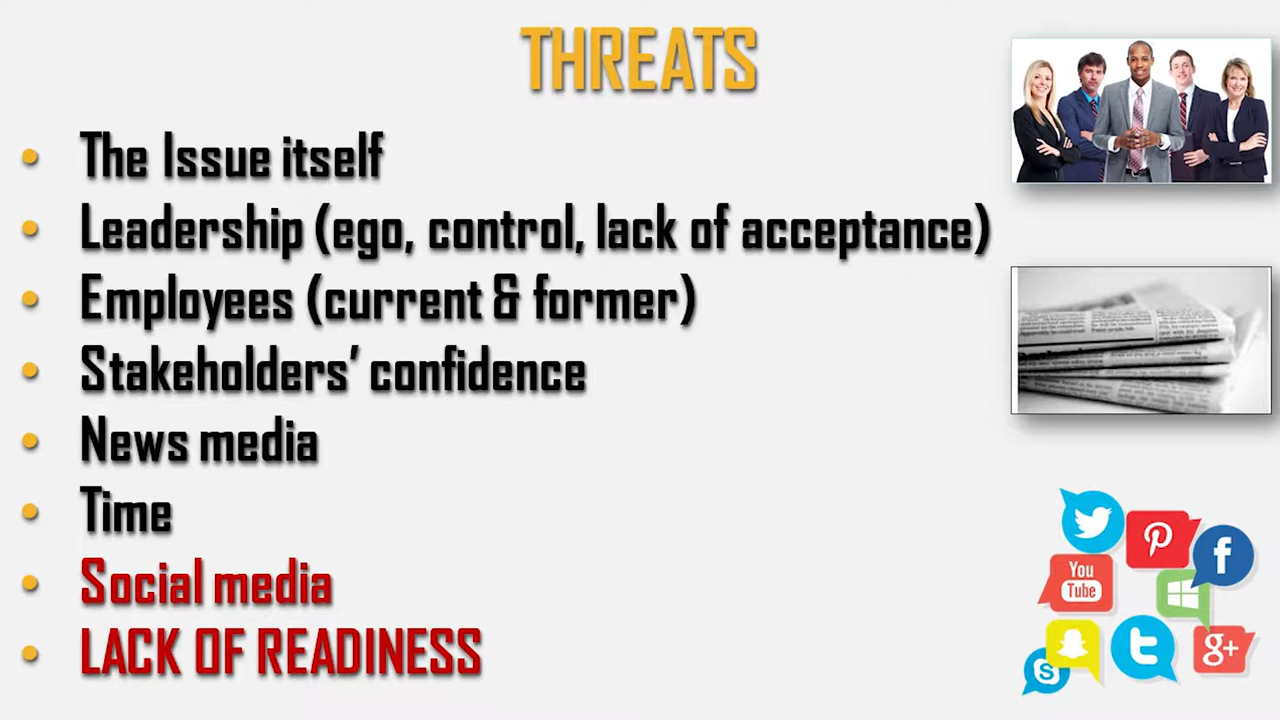 THREATS
• The Issue itself
• Leadership (ego, control, lack of acceptance)
• Employees (current & former)
• Stakeholders’ confidence
• News media
• Time
• Social media
• LACK OF READINESS
You
Tube
g+